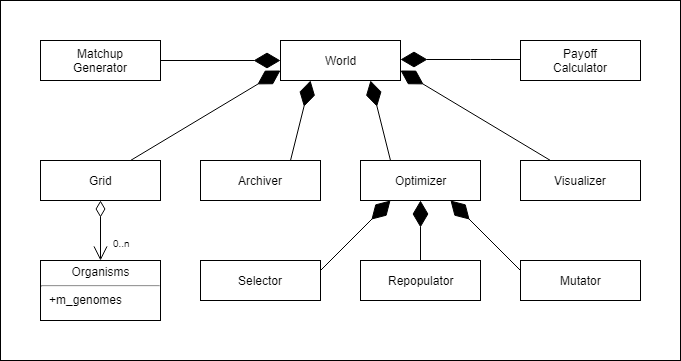 Matchup
Generator
World
Payoff
Calculator
Grid
Archiver
Optimizer
Visualizer
0..n
Organisms
+m_genomes
Selector
Repopulator
Mutator